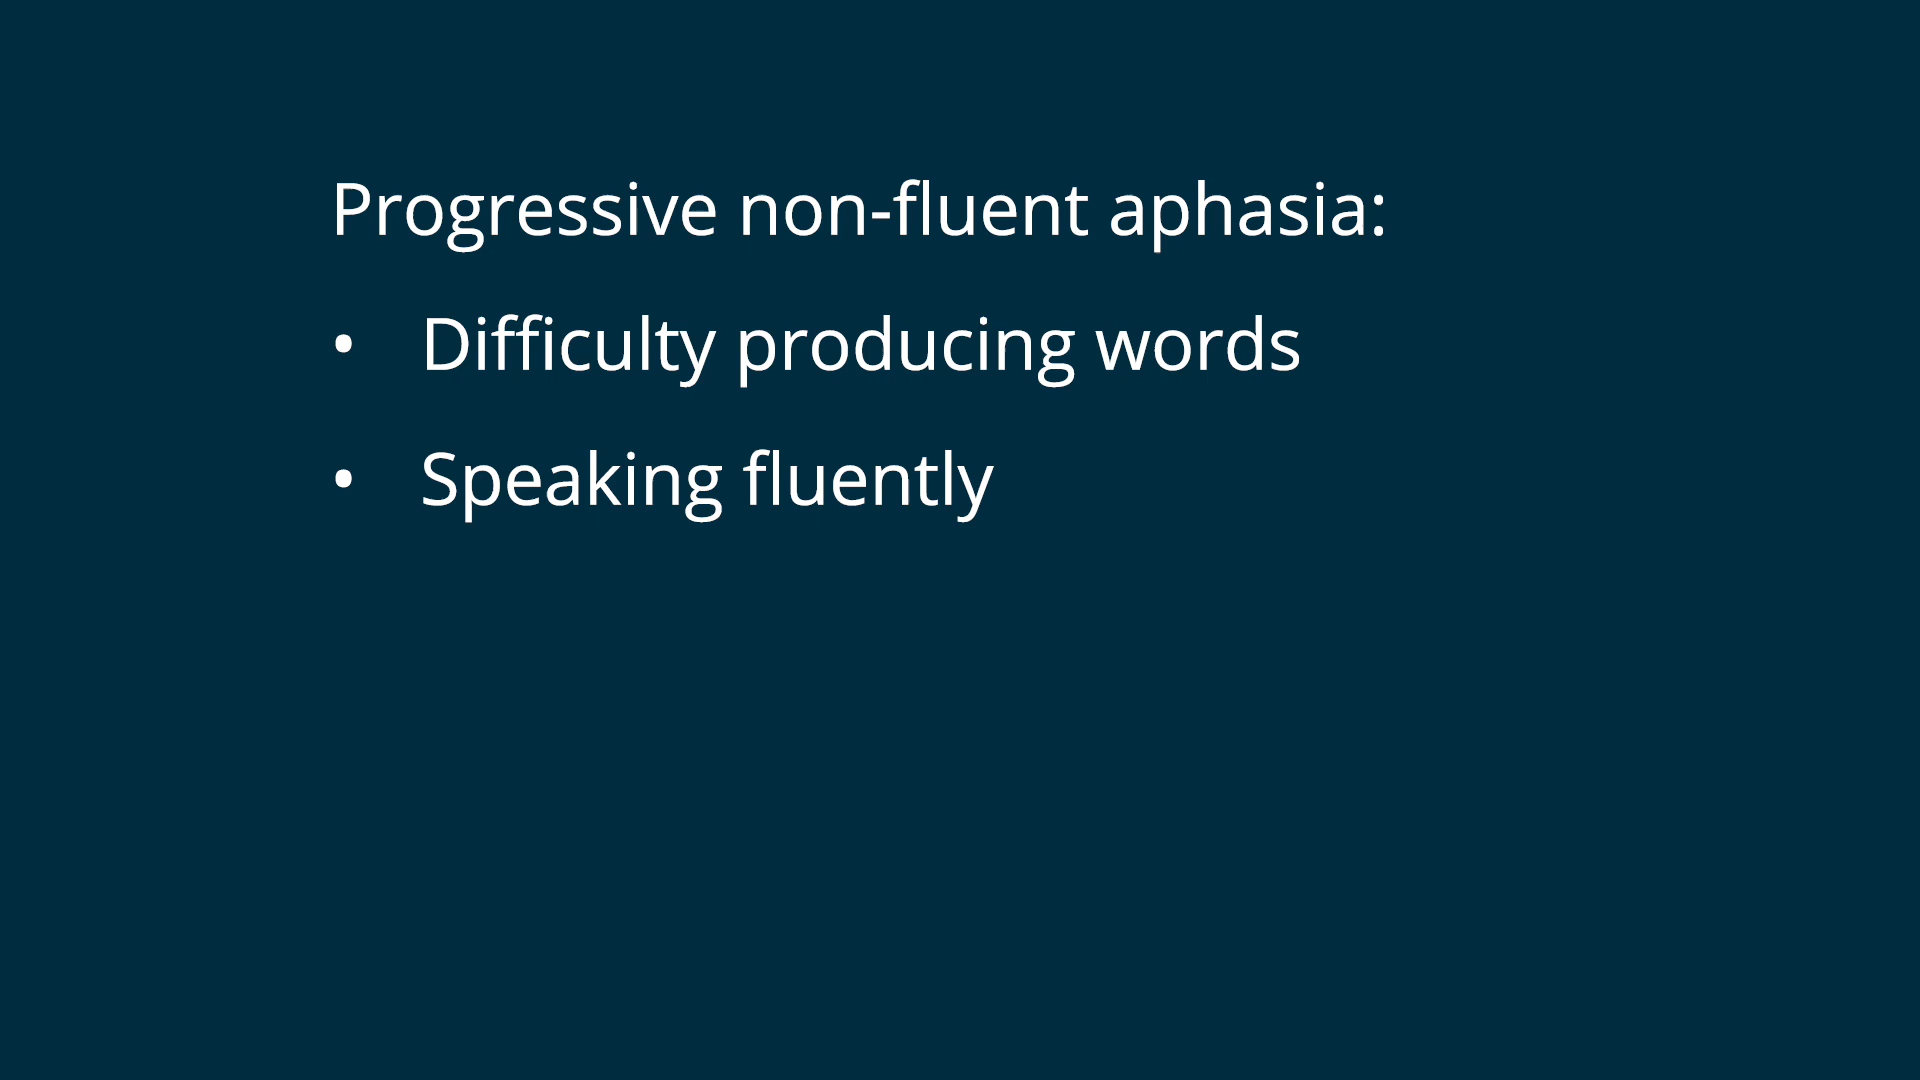 Progressive non-fluent aphasia:
• Difficulty producing words
• Speaking fluently